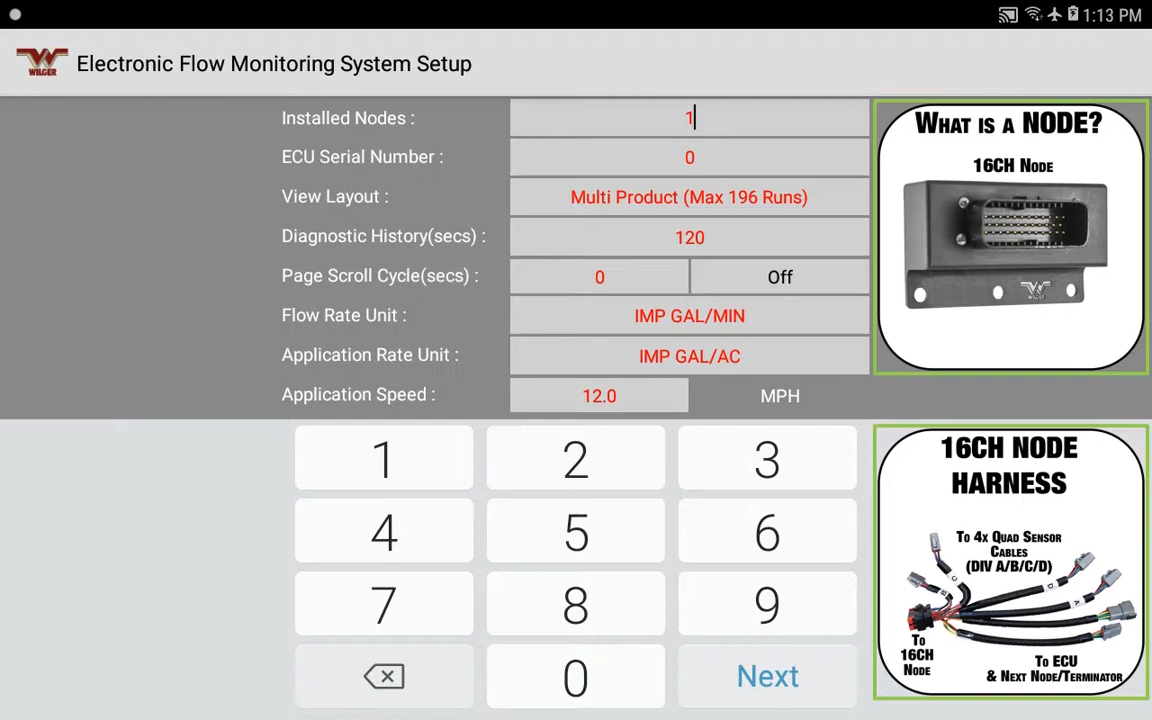 1:13 PM
WILGER
Electronic Flow Monitoring System Setup
Installed Nodes : 1
ECU Serial Number : 0
View Layout : Multi Product (Max 196 Runs)
Diagnostic History(secs) : 120
Page Scroll Cycle(secs) : 0 Off
Flow Rate Unit : IMP GAL/MIN
Application Rate Unit : IMP GAL/AC
Application Speed : 12.0 MPH
WHAT IS A NODE?
16CH NODE
1 2 3
4 5 6
7 8 9
0 Next
16CH NODE
HARNESS
TO 4X QUAD SENSOR
CABLES
(DIV A/B/C/D)
C
B
D
A
TO
16CH
NODE
TO ECU
& NEXT NODE/TERMINATOR